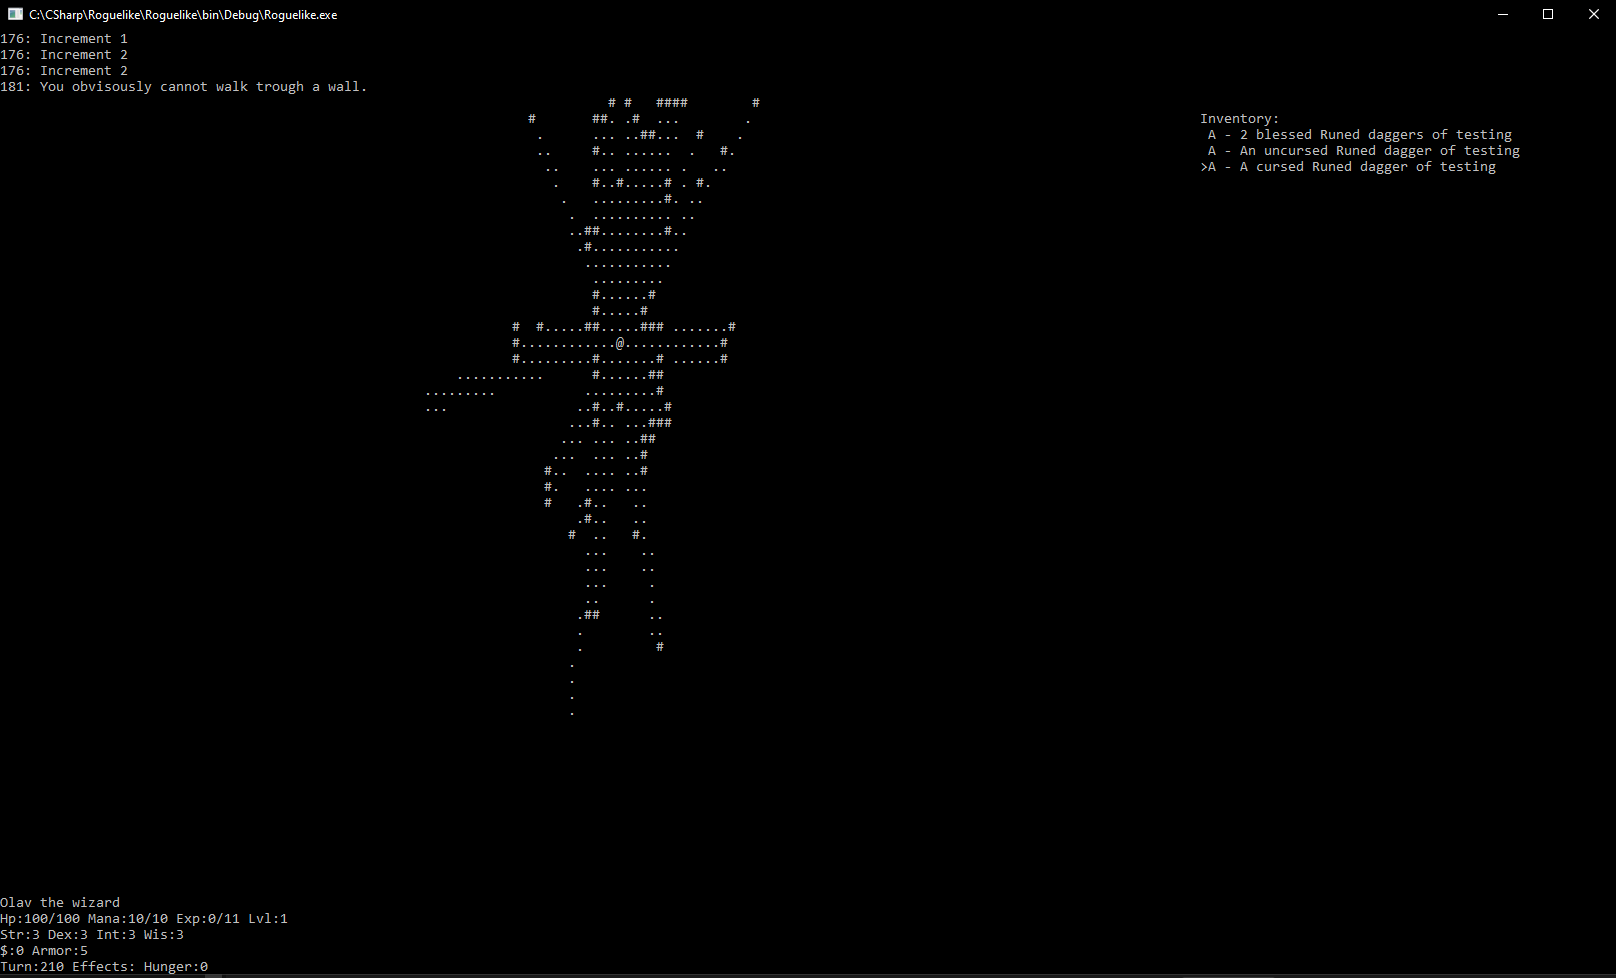 C:\CSharp\Roguelike\Roguelike\bin\Debug\Roguelike.exe
176: Increment 1
176: Increment 2
176: Increment 2
181: You obvisously cannot walk trough a wall.
Inventory:
A - 2 blessed Runed daggers of testing
A - An uncursed Runed dagger of testing
>A - A cursed Runed dagger of testing
@
Olav the wizard
Hp:100/100 Mana:10/10 Exp:0/11 Lvl:1
Str:3 Dex:3 Int:3 Wis:3
$:0 Armor:5
Turn:210 Effects: Hunger:0